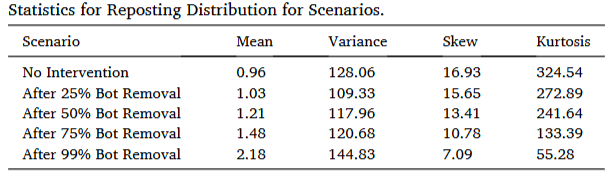 Statistics for Reposting Distribution for Scenarios.
Scenario Mean Variance Skew Kurtosis
No Intervention 0.96 128.06 16.93 324.54
After 25% Bot Removal 1.03 109.33 15.65 272.89
After 50% Bot Removal 1.21 117.96 13.41 241.64
After 75% Bot Removal 1.48 120.68 10.78 133.39
After 99% Bot Removal 2.18 144.83 7.09 55.28